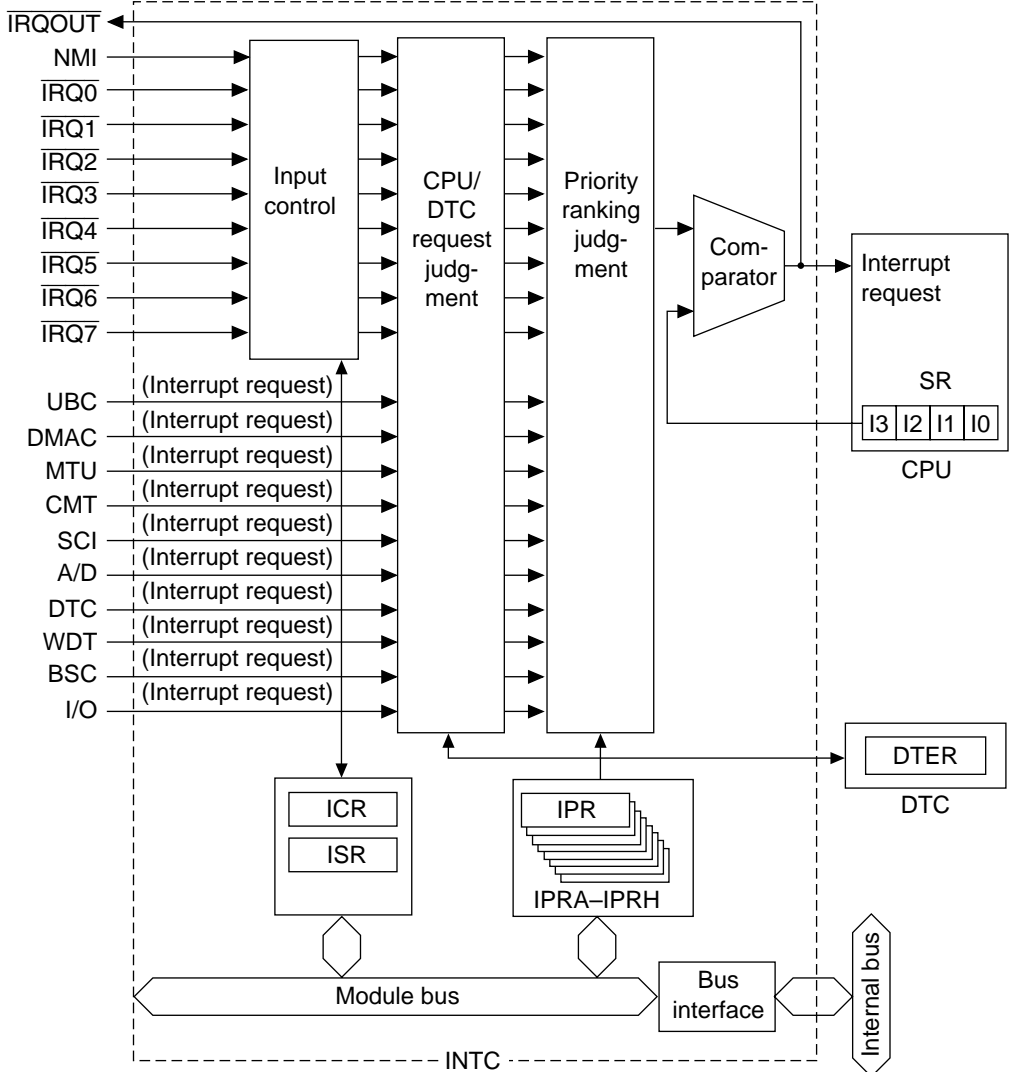 IRQOUT
NMI
IRQ0
IRQ1
IRQ2
IRQ3
IRQ4
IRQ5
IRQ6
IRQ7
UBC
DMAC
MTU
CMT
SCI
A/D
DTC
WDT
BSC
I/O
(Interrupt request)
(Interrupt request)
(Interrupt request)
(Interrupt request)
(Interrupt request)
(Interrupt request)
(Interrupt request)
(Interrupt request)
(Interrupt request)
(Interrupt request)
Input
control
CPU/
DTC
request
judg-
ment
Priority
ranking
judg-
ment
Com-
parator
Interrupt
request
SR
I3 I2 I1 I0
CPU
DTER
DTC
ICR
ISR
IPR
IPRA–IPRH
Module bus
Bus
interface
Internal bus
INTC